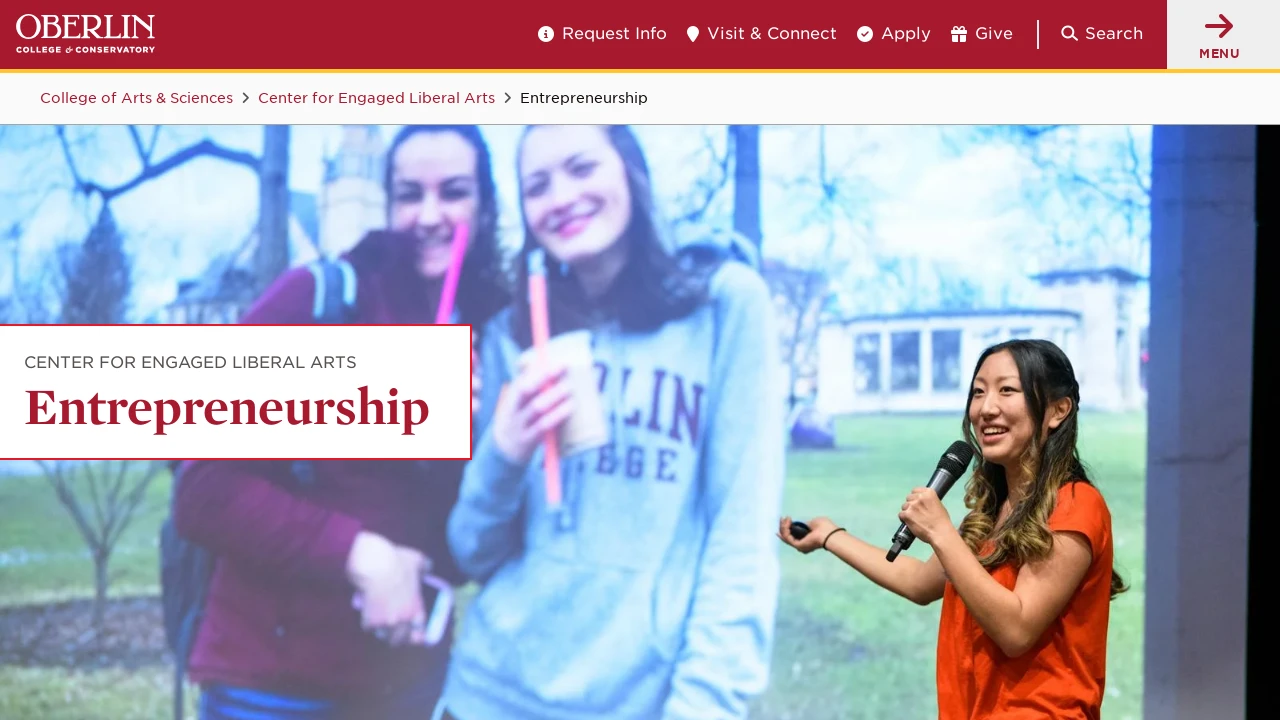 OBERLIN
COLLEGE & CONSERVATORY
Request Info
Visit & Connect
Apply
Give
Search
MENU
College of Arts & Sciences > Center for Engaged Liberal Arts > Entrepreneurship
CENTER FOR ENGAGED LIBERAL ARTS
Entrepreneurship